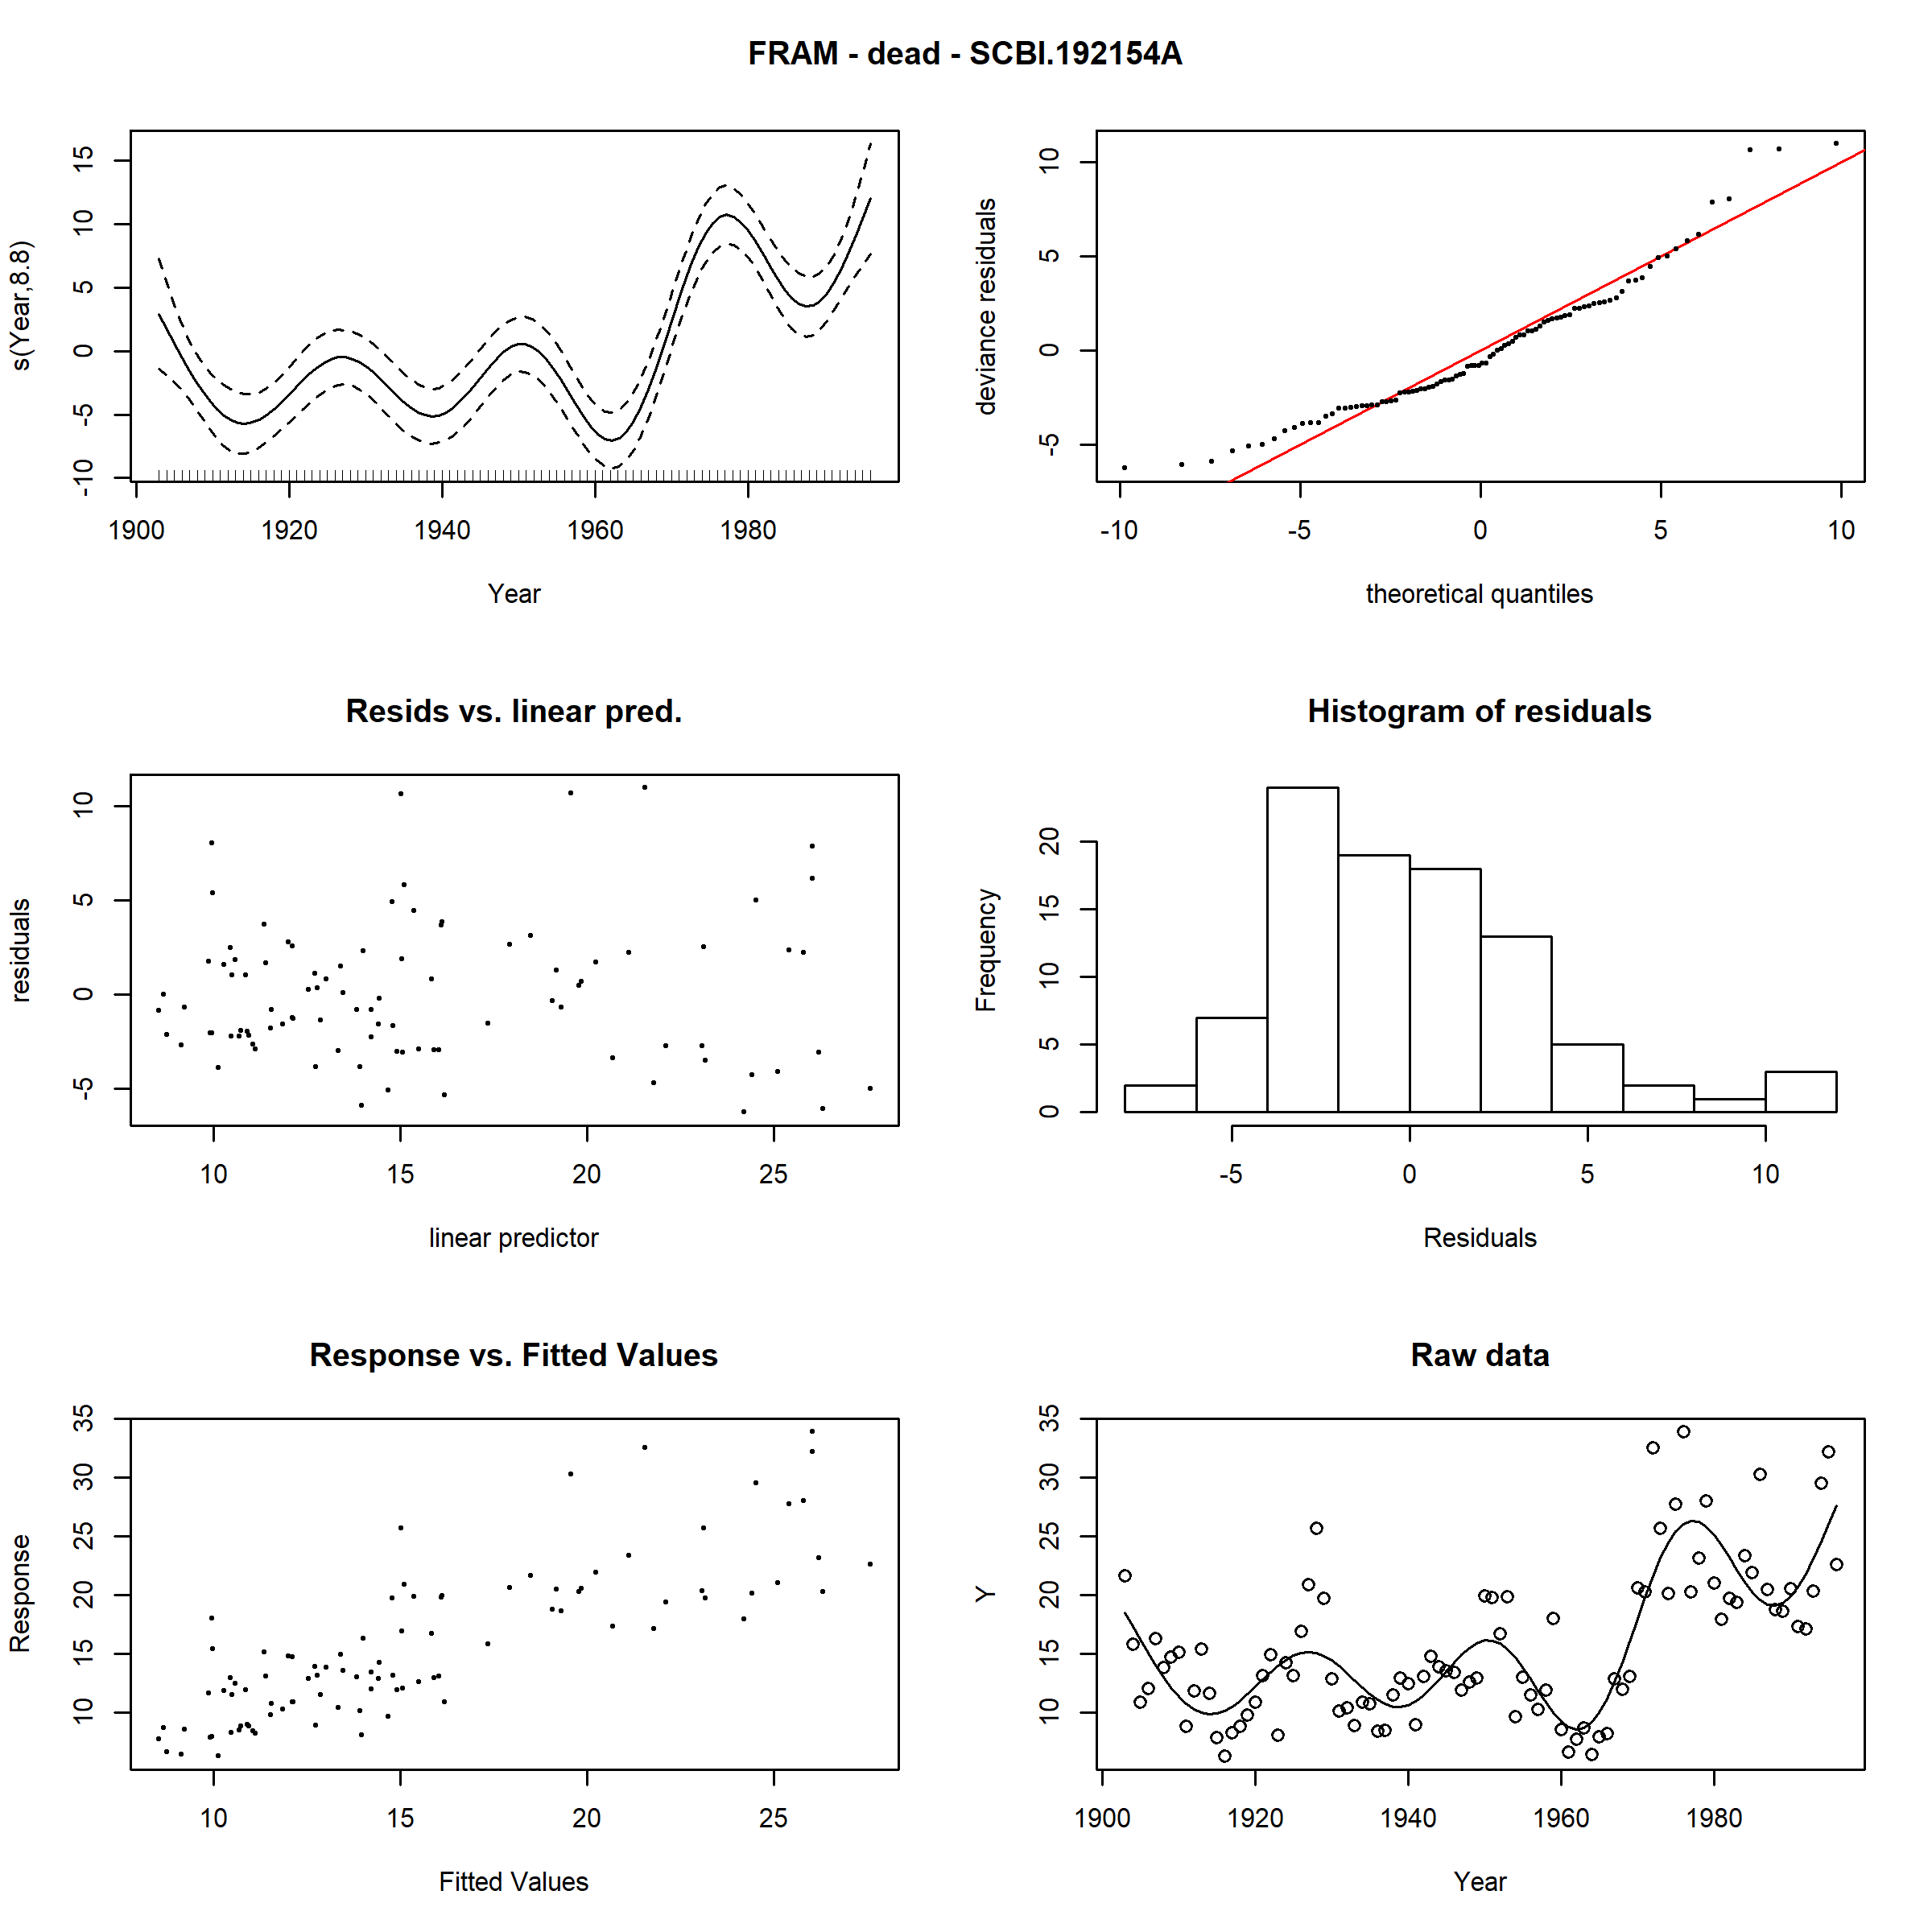 FRAM - dead - SCBI.192154A
s(Year,8.8)
-10 -5 0 5 10 15
1900 1920 1940 1960 1980
Year
deviance residuals
-5 0 5 10
-10 -5 0 5 10
theoretical quantiles
Resids vs. linear pred.
residuals
-5 0 5 10
10 15 20 25
linear predictor
Histogram of residuals
Frequency
0 5 10 15 20
-5 0 5 10
Residuals
Response vs. Fitted Values
Response
10 15 20 25 30 35
10 15 20 25
Fitted Values
Raw data
Y
10 15 20 25 30 35
1900 1920 1940 1960 1980
Year